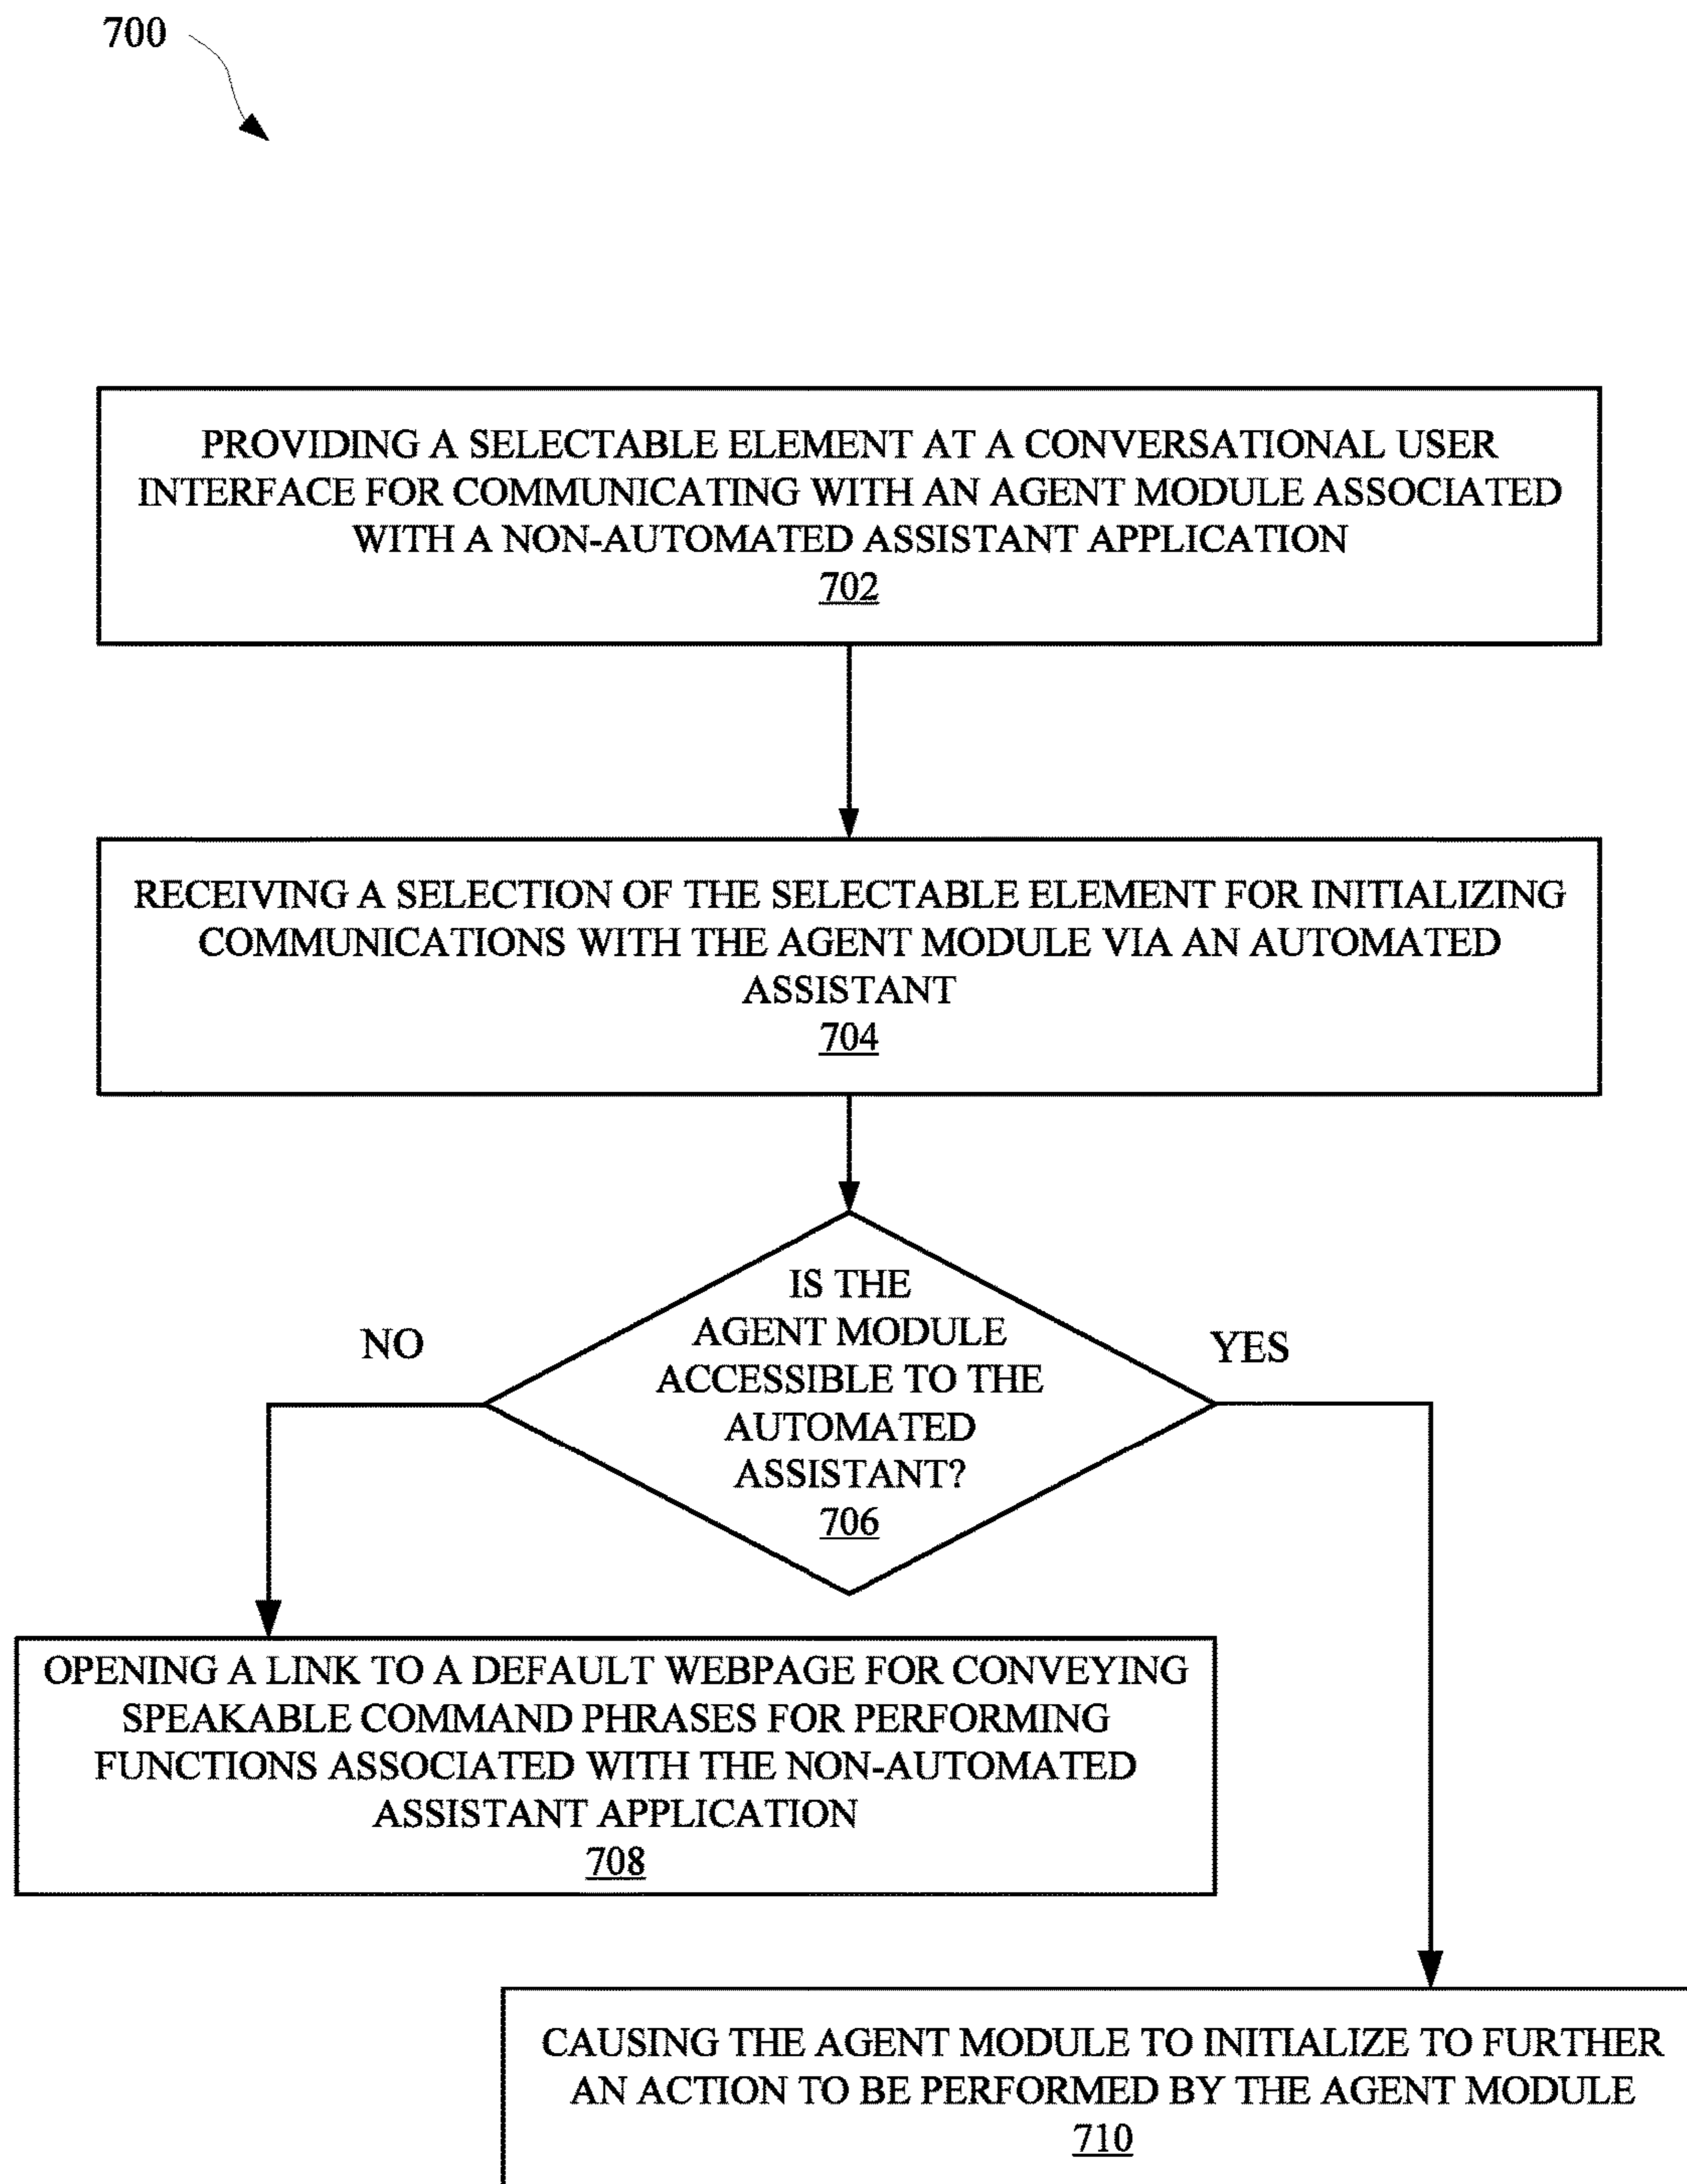 700
PROVIDING A SELECTABLE ELEMENT AT A CONVERSATIONAL USER
INTERFACE FOR COMMUNICATING WITH AN AGENT MODULE ASSOCIATED
WITH A NON-AUTOMATED ASSISTANT APPLICATION
702
RECEIVING A SELECTION OF THE SELECTABLE ELEMENT FOR INITIALIZING
COMMUNICATIONS WITH THE AGENT MODULE VIA AN AUTOMATED
ASSISTANT
704
IS THE
AGENT MODULE
ACCESSIBLE TO THE
AUTOMATED
ASSISTANT?
706
NO
YES
OPENING A LINK TO A DEFAULT WEBPAGE FOR CONVEYING
SPEAKABLE COMMAND PHRASES FOR PERFORMING
FUNCTIONS ASSOCIATED WITH THE NON-AUTOMATED
ASSISTANT APPLICATION
708
CAUSING THE AGENT MODULE TO INITIALIZE TO FURTHER
AN ACTION TO BE PERFORMED BY THE AGENT MODULE
710